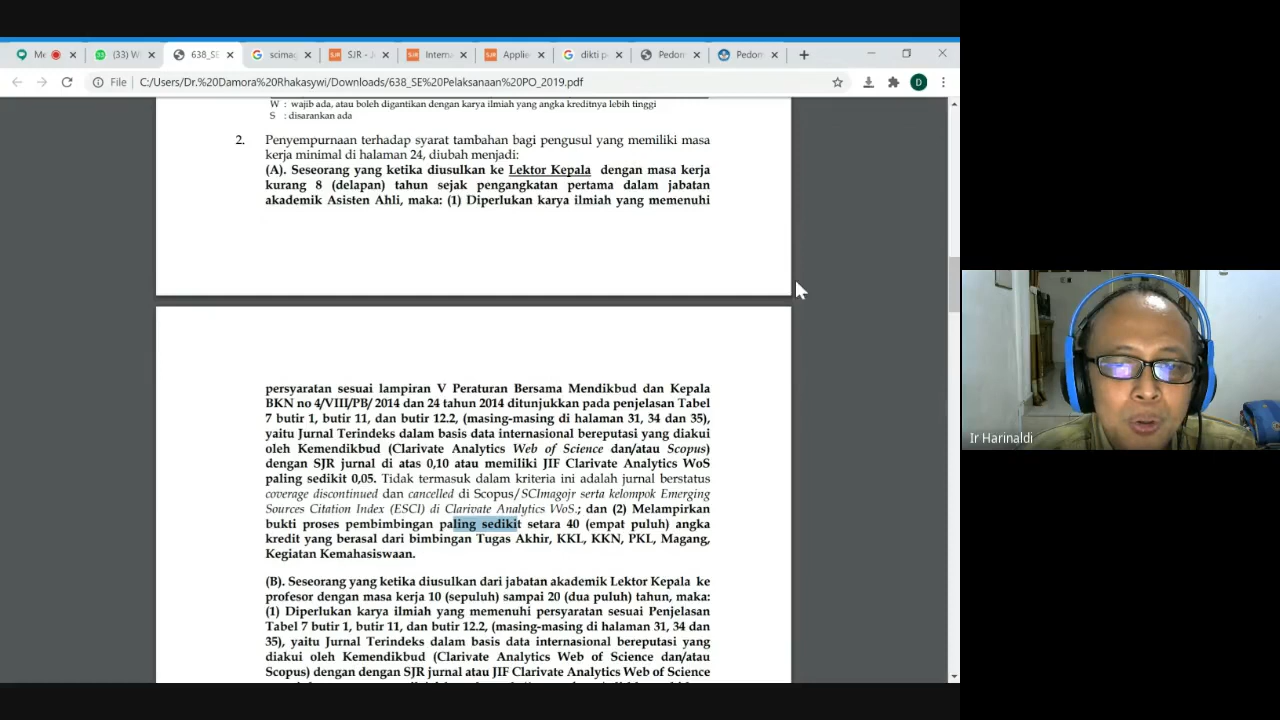 Me
(33) W
638_SE
scima
SJR - J
Interna
Applie
dikti p
Pedom
Pedom
File
C:/Users/Dr.%20Damora%20Rhakasywi/Downloads/638_SE%20Pelaksanaan%20PO_2019.pdf
D
W : wajib ada, atau boleh digantikan dengan karya ilmiah yang angka kreditnya lebih tinggi
S : disarankan ada
2. Penyempurnaan terhadap syarat tambahan bagi pengusul yang memiliki masa
kerja minimal di halaman 24, diubah menjadi:
(A). Seseorang yang ketika diusulkan ke Lektor Kepala dengan masa kerja
kurang 8 (delapan) tahun sejak pengangkatan pertama dalam jabatan
akademik Asisten Ahli, maka: (1) Diperlukan karya ilmiah yang memenuhi
persyaratan sesuai lampiran V Peraturan Bersama Mendikbud dan Kepala
BKN no 4/VIII/PB/ 2014 dan 24 tahun 2014 ditunjukkan pada penjelasan Tabel
7 butir 1, butir 11, dan butir 12.2, (masing-masing di halaman 31, 34 dan 35),
yaitu Jurnal Terindeks dalam basis data internasional bereputasi yang diakui
oleh Kemendikbud (Clarivate Analytics Web of Science dan/atau Scopus)
dengan SJR jurnal di atas 0,10 atau memiliki JIF Clarivate Analytics WoS
paling sedikit 0,05. Tidak termasuk dalam kriteria ini adalah jurnal berstatus
coverage discontinued dan cancelled di Scopus/SCImagojr serta kelompok Emerging
Sources Citation Index (ESCI) di Clarivate Analytics WoS.; dan (2) Melampirkan
bukti proses pembimbingan paling sedikit setara 40 (empat puluh) angka
kredit yang berasal dari bimbingan Tugas Akhir, KKL, KKN, PKL, Magang,
Kegiatan Kemahasiswaan.
(B). Seseorang yang ketika diusulkan dari jabatan akademik Lektor Kepala ke
profesor dengan masa kerja 10 (sepuluh) sampai 20 (dua puluh) tahun, maka:
(1) Diperlukan karya ilmiah yang memenuhi persyaratan sesuai Penjelasan
Tabel 7 butir 1, butir 11, dan butir 12.2, (masing-masing di halaman 31, 34 dan
35), yaitu Jurnal Terindeks dalam basis data internasional bereputasi yang
diakui oleh Kemendikbud (Clarivate Analytics Web of Science dan/atau
Scopus) dengan dengan SJR jurnal atau JIF Clarivate Analytics Web of Science
Ir Harinaldi